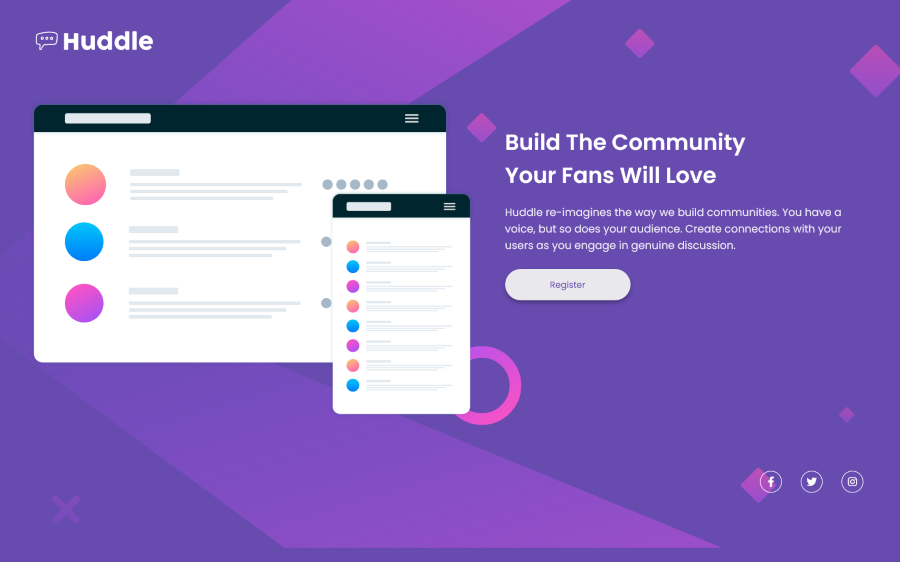 Huddle
Build The Community
Your Fans Will Love
Huddle re-imagines the way we build communities. You have a
voice, but so does your audience. Create connections with your
users as you engage in genuine discussion.
Register